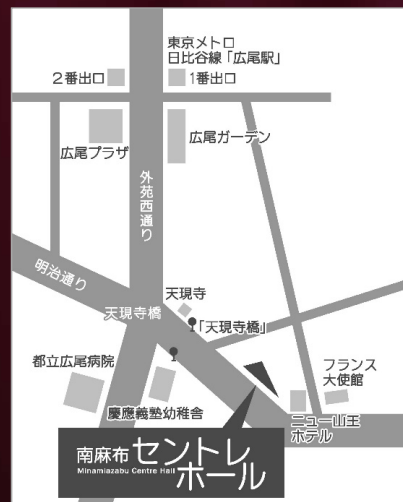 東京メトロ
日比谷線「広尾駅」
2番出口
1番出口
広尾プラザ
広尾ガーデン
外苑西通り
明治通り
天現寺
天現寺橋
「天現寺橋」
都立広尾病院
慶應義塾幼稚舎
フランス
大使館
ニュー山王
ホテル
南麻布セントレ
Minamiazabu Centre Hall
ホール